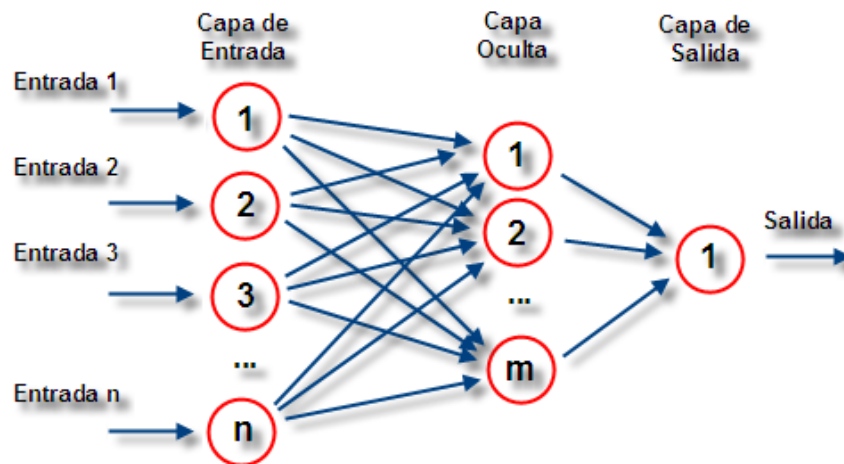 Capa de
Entrada
Capa
Oculta
Capa de
Salida
Entrada 1
1
Entrada 2
2
Entrada 3
3
...
Entrada n
n
1
2
...
m
1
Salida